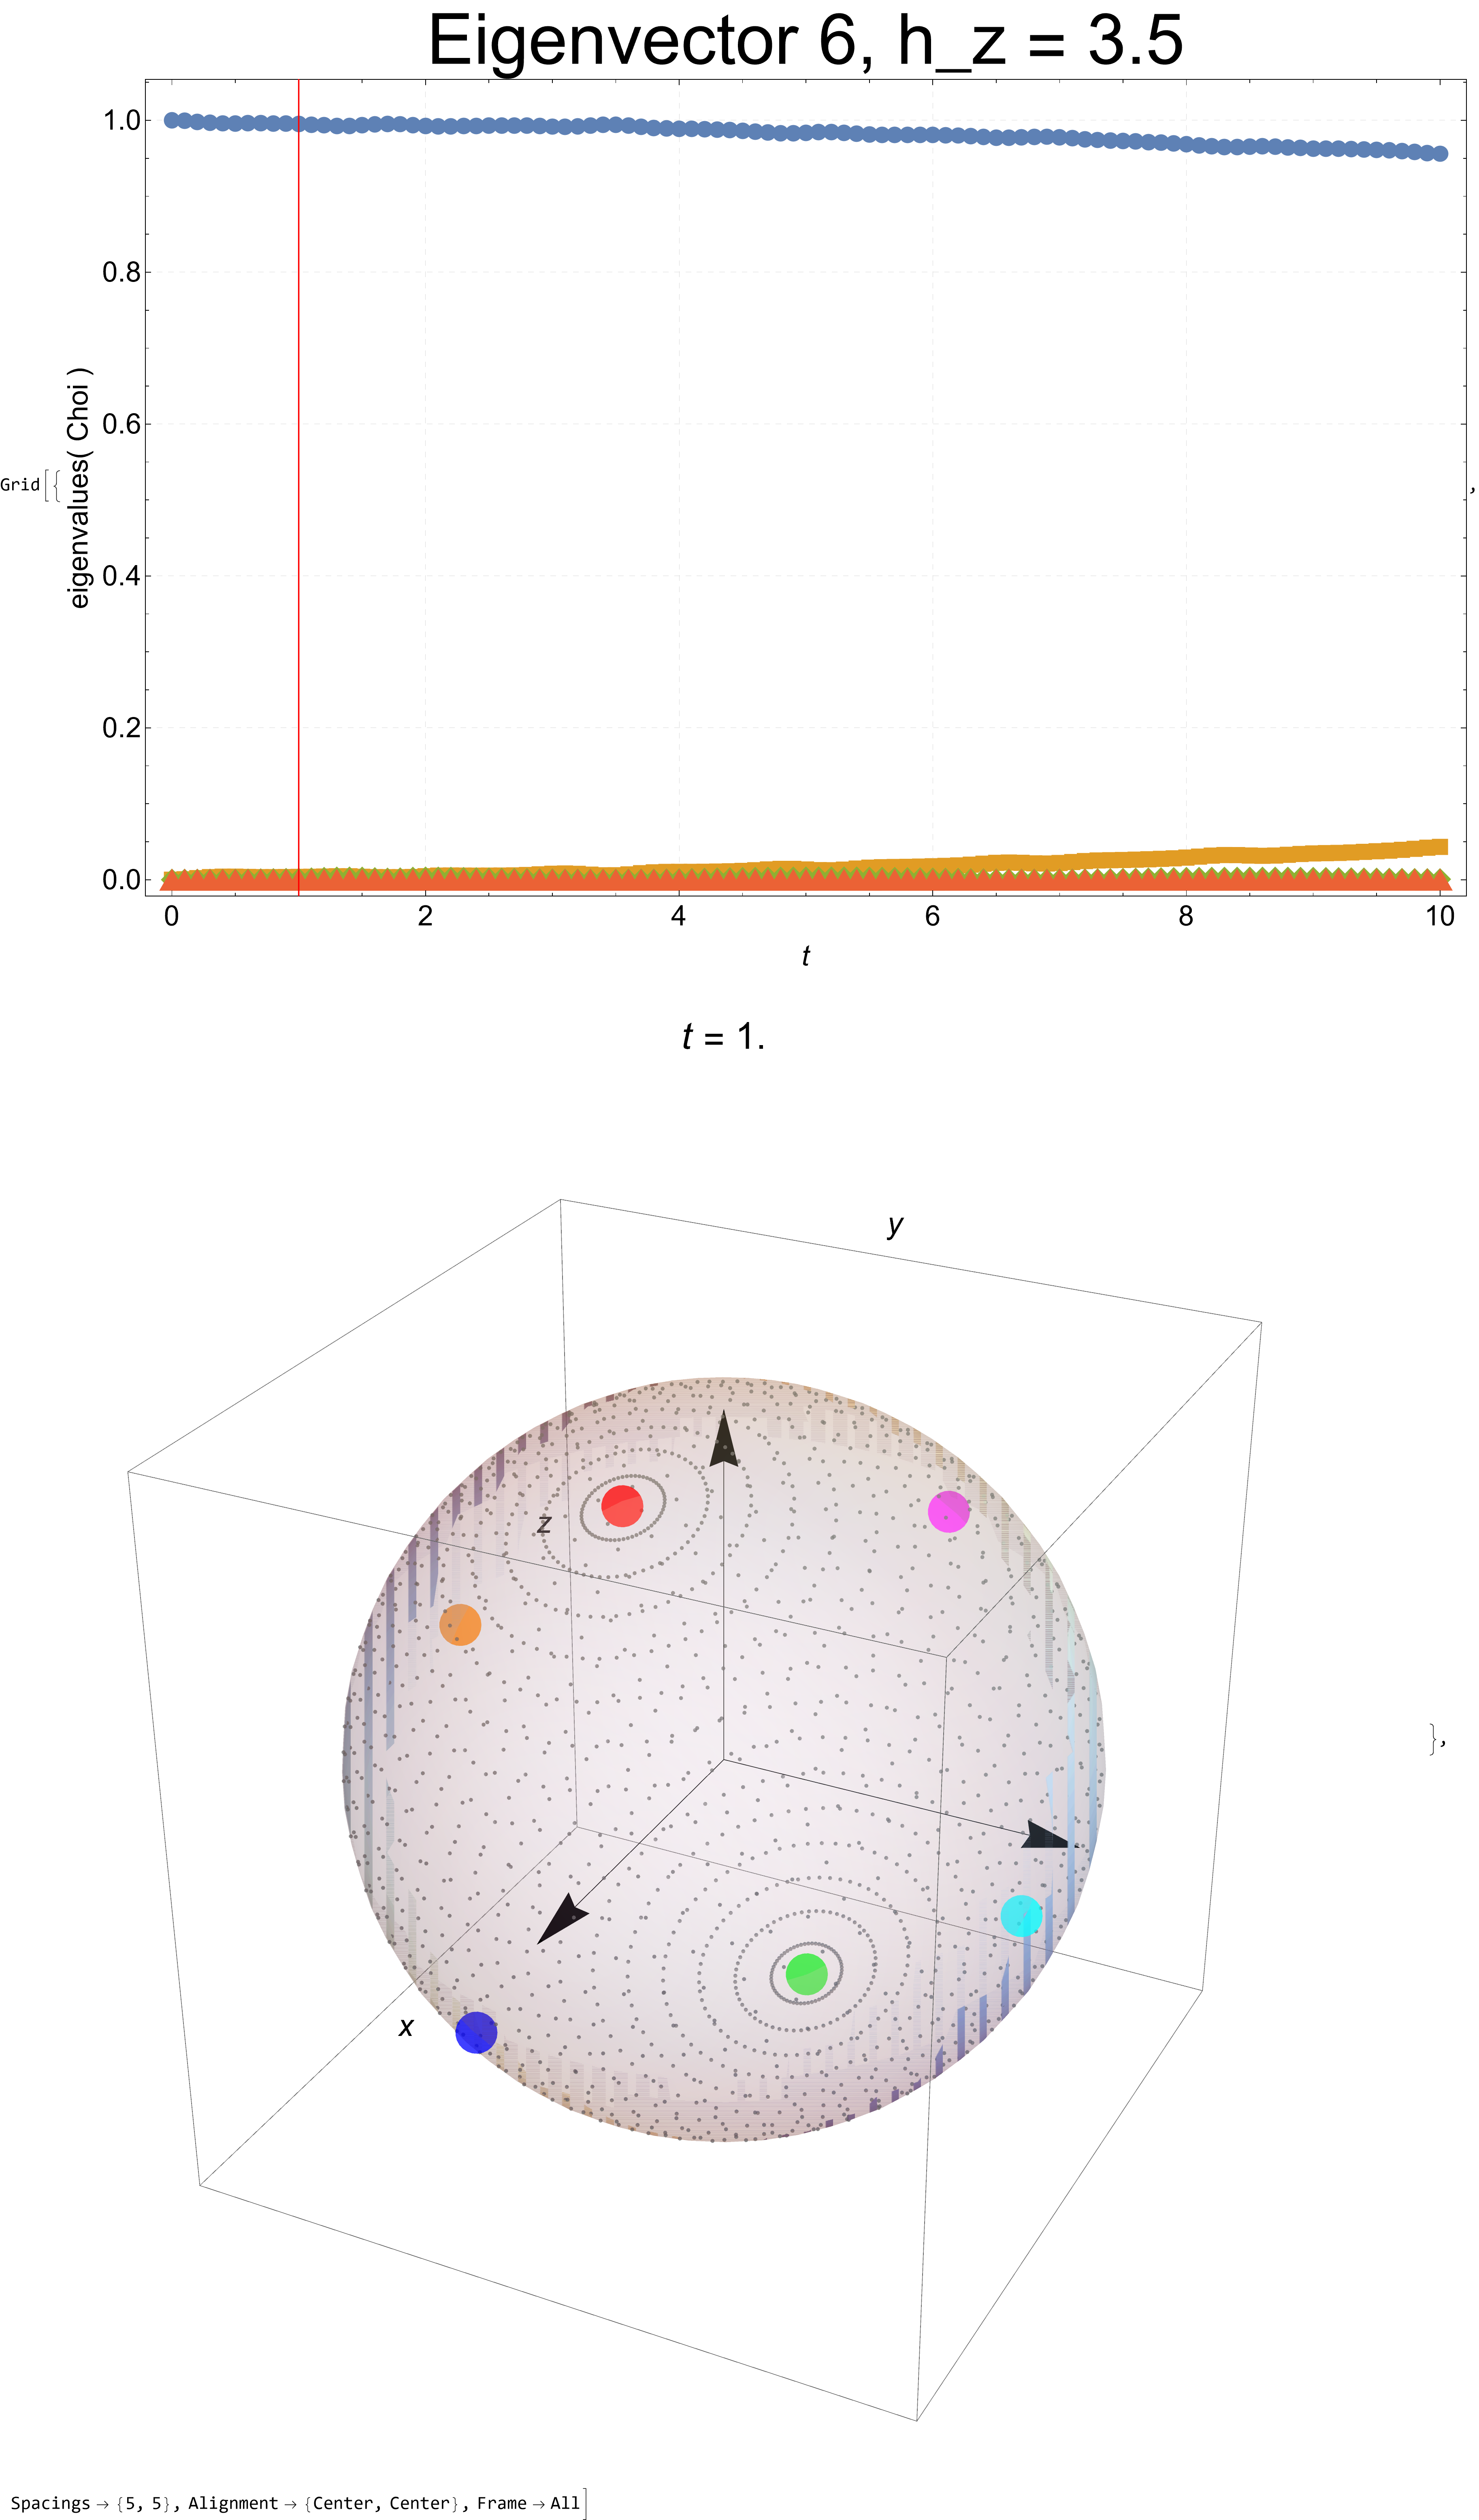 Eigenvector 6, h_z = 3.5
1.0
0.8
0.6
0.4
0.2
0.0
eigenvalues( Choi )
Grid[{
,
0 2 4 6 8 10
t
t = 1.
y
z
x
},
Spacings → {5, 5}, Alignment → {Center, Center}, Frame → All]